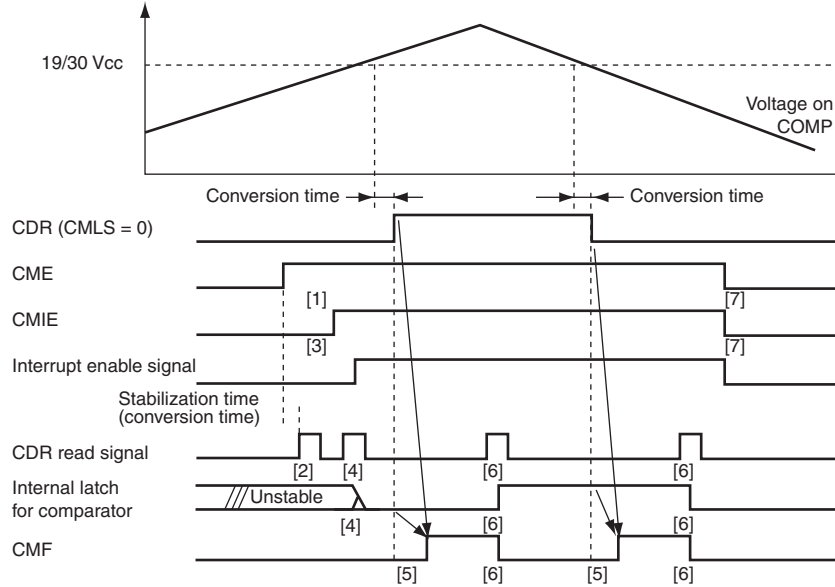 19/30 Vcc
Voltage on
COMP
Conversion time
Conversion time
CDR (CMLS = 0)
CME
[1]
[7]
CMIE
[3]
[7]
Interrupt enable signal
Stabilization time
(conversion time)
CDR read signal
[2]
[4]
[6]
[6]
Internal latch
for comparator
Unstable
[4]
[6]
[6]
CMF
[5]
[6]
[5]
[6]